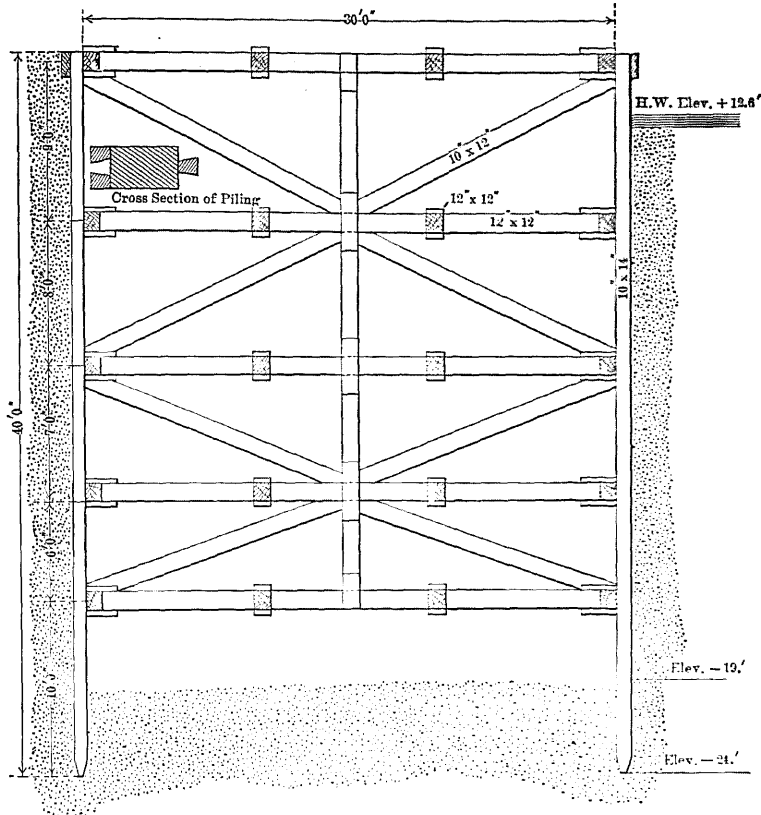 30'0"
H.W. Elev. +12.6'
9'0"
10" x 12"
Cross Section of Piling
12" x 12"
12" x 12"
8'0"
10 x 14"
40'0"
7'0"
6'0"
10'0"
Elev. –19.'
Elev. –24.'